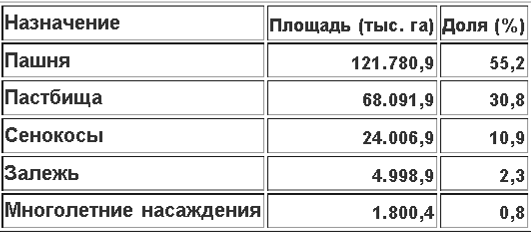 Назначение Площадь (тыс. га) Доля (%)
Пашня 121.780,9 55,2
Пастбища 68.091,9 30,8
Сенокосы 24.006,9 10,9
Залежь 4.998,9 2,3
Многолетние насаждения 1.800,4 0,8